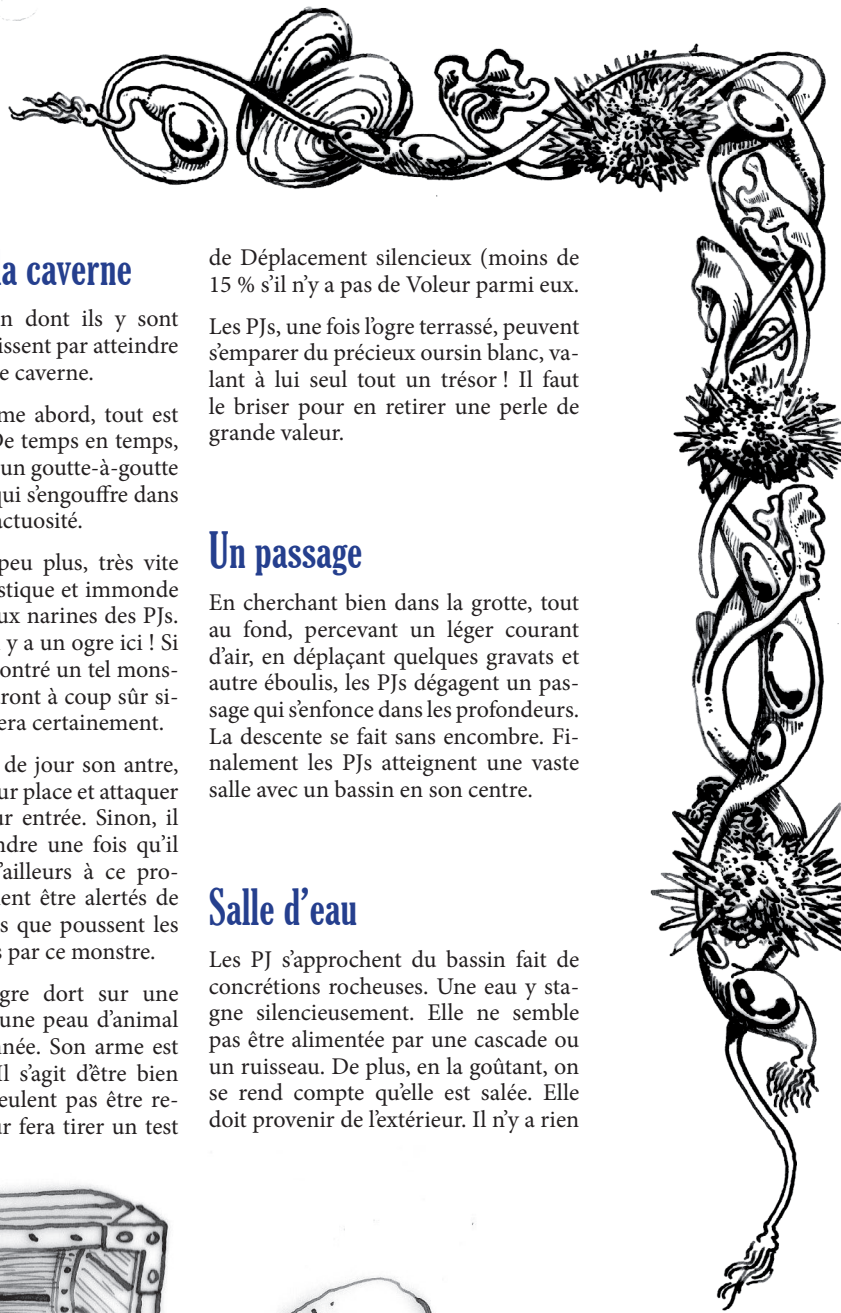 a caverne
n dont ils y sont
issent par atteindre
e caverne.
me abord, tout est
De temps en temps,
un goutte-à-goutte
qui s’engouffre dans
actuosité.
peu plus, très vite
stique et immonde
ux narines des PJs.
y a un ogre ici ! Si
ontré un tel mons-
ront à coup sûr si-
era certainement.
de jour son antre,
ur place et attaquer
ur entrée. Sinon, il
ndre une fois qu’il
’ailleurs à ce pro-
ent être alertés de
s que poussent les
s par ce monstre.
gre dort sur une
une peau d’animal
nnée. Son arme est
Il s’agit d’être bien
eulent pas être re-
ur fera tirer un test
de Déplacement silencieux (moins de
15 % s’il n’y a pas de Voleur parmi eux.
Les PJs, une fois l’ogre terrassé, peuvent
s’emparer du précieux oursin blanc, va-
lant à lui seul tout un trésor ! Il faut
le briser pour en retirer une perle de
grande valeur.
Un passage
En cherchant bien dans la grotte, tout
au fond, percevant un léger courant
d’air, en déplaçant quelques gravats et
autre éboulis, les PJs dégagent un pas-
sage qui s’enfonce dans les profondeurs.
La descente se fait sans encombre. Fi-
nalement les PJs atteignent une vaste
salle avec un bassin en son centre.
Salle d’eau
Les PJ s’approchent du bassin fait de
concrétions rocheuses. Une eau y sta-
gne silencieusement. Elle ne semble
pas être alimentée par une cascade ou
un ruisseau. De plus, en la goûtant, on
se rend compte qu’elle est salée. Elle
doit provenir de l’extérieur. Il n’y a rien